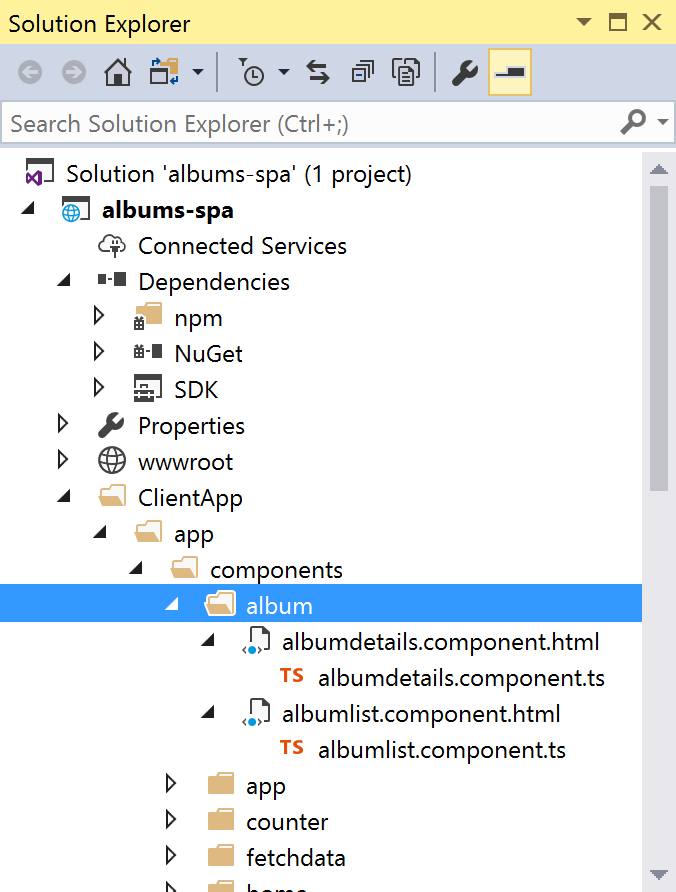 Solution Explorer
Search Solution Explorer (Ctrl+;)
Solution 'albums-spa' (1 project)
albums-spa
Connected Services
Dependencies
npm
NuGet
SDK
Properties
wwwroot
ClientApp
app
components
album
albumdetails.component.html
TS albumdetails.component.ts
albumlist.component.html
TS albumlist.component.ts
app
counter
fetchdata
home